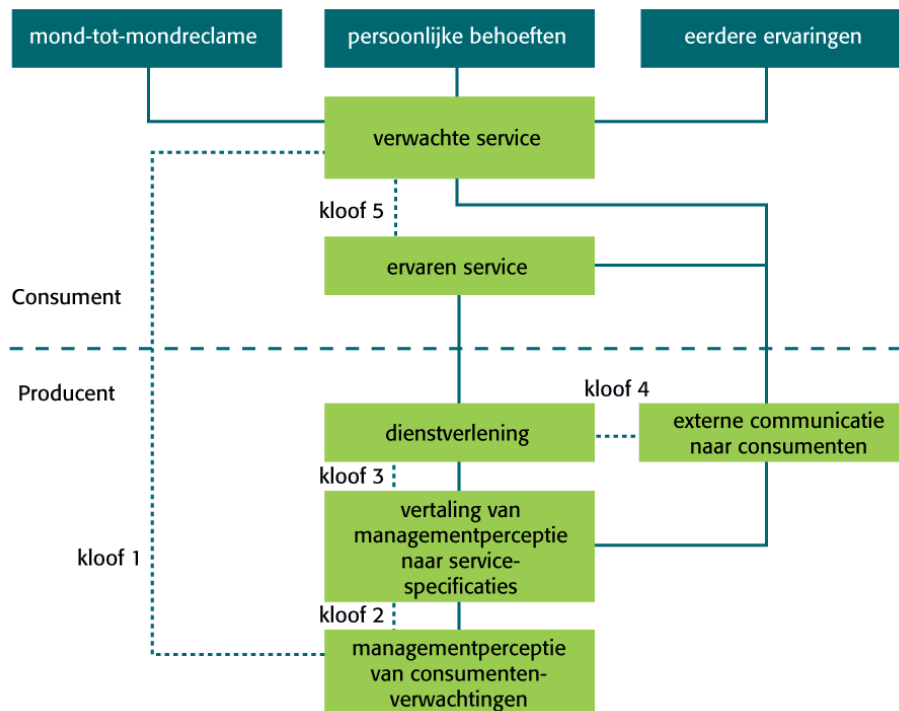 mond-tot-mondreclame
persoonlijke behoeften
eerdere ervaringen
verwachte service
kloof 5
ervaren service
Consument
Producent
kloof 4
dienstverlening
externe communicatie
naar consumenten
kloof 3
vertaling van
managementperceptie
naar service-
specificaties
kloof 1
kloof 2
managementperceptie
van consumenten-
verwachtingen